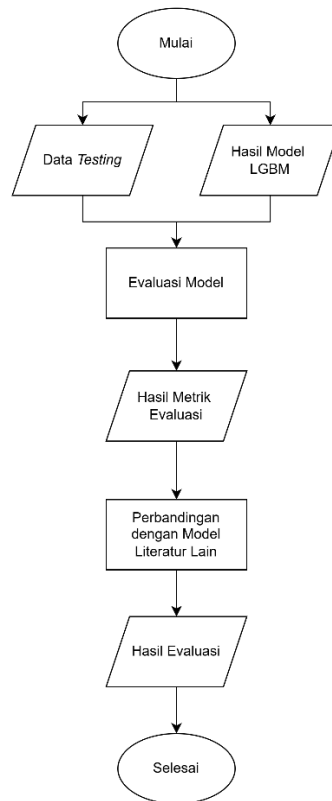 Mulai
Data Testing
Hasil Model
LGBM
Evaluasi Model
Hasil Metrik
Evaluasi
Perbandingan
dengan Model
Literatur Lain
Hasil Evaluasi
Selesai